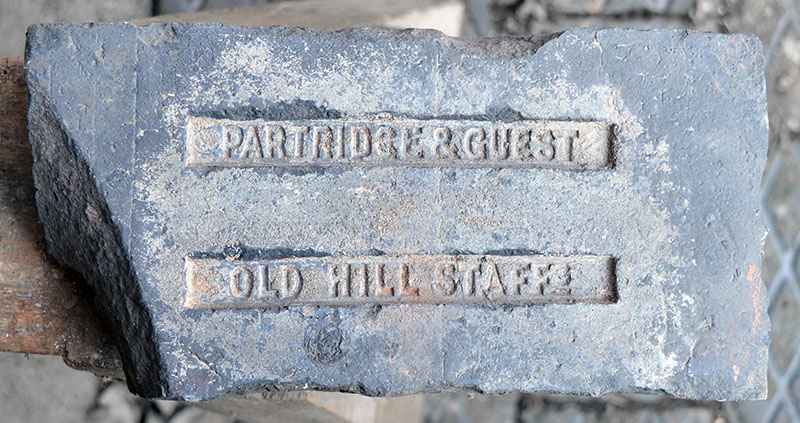 PARTRIDGE & GUEST
OLD HILL STAFFS